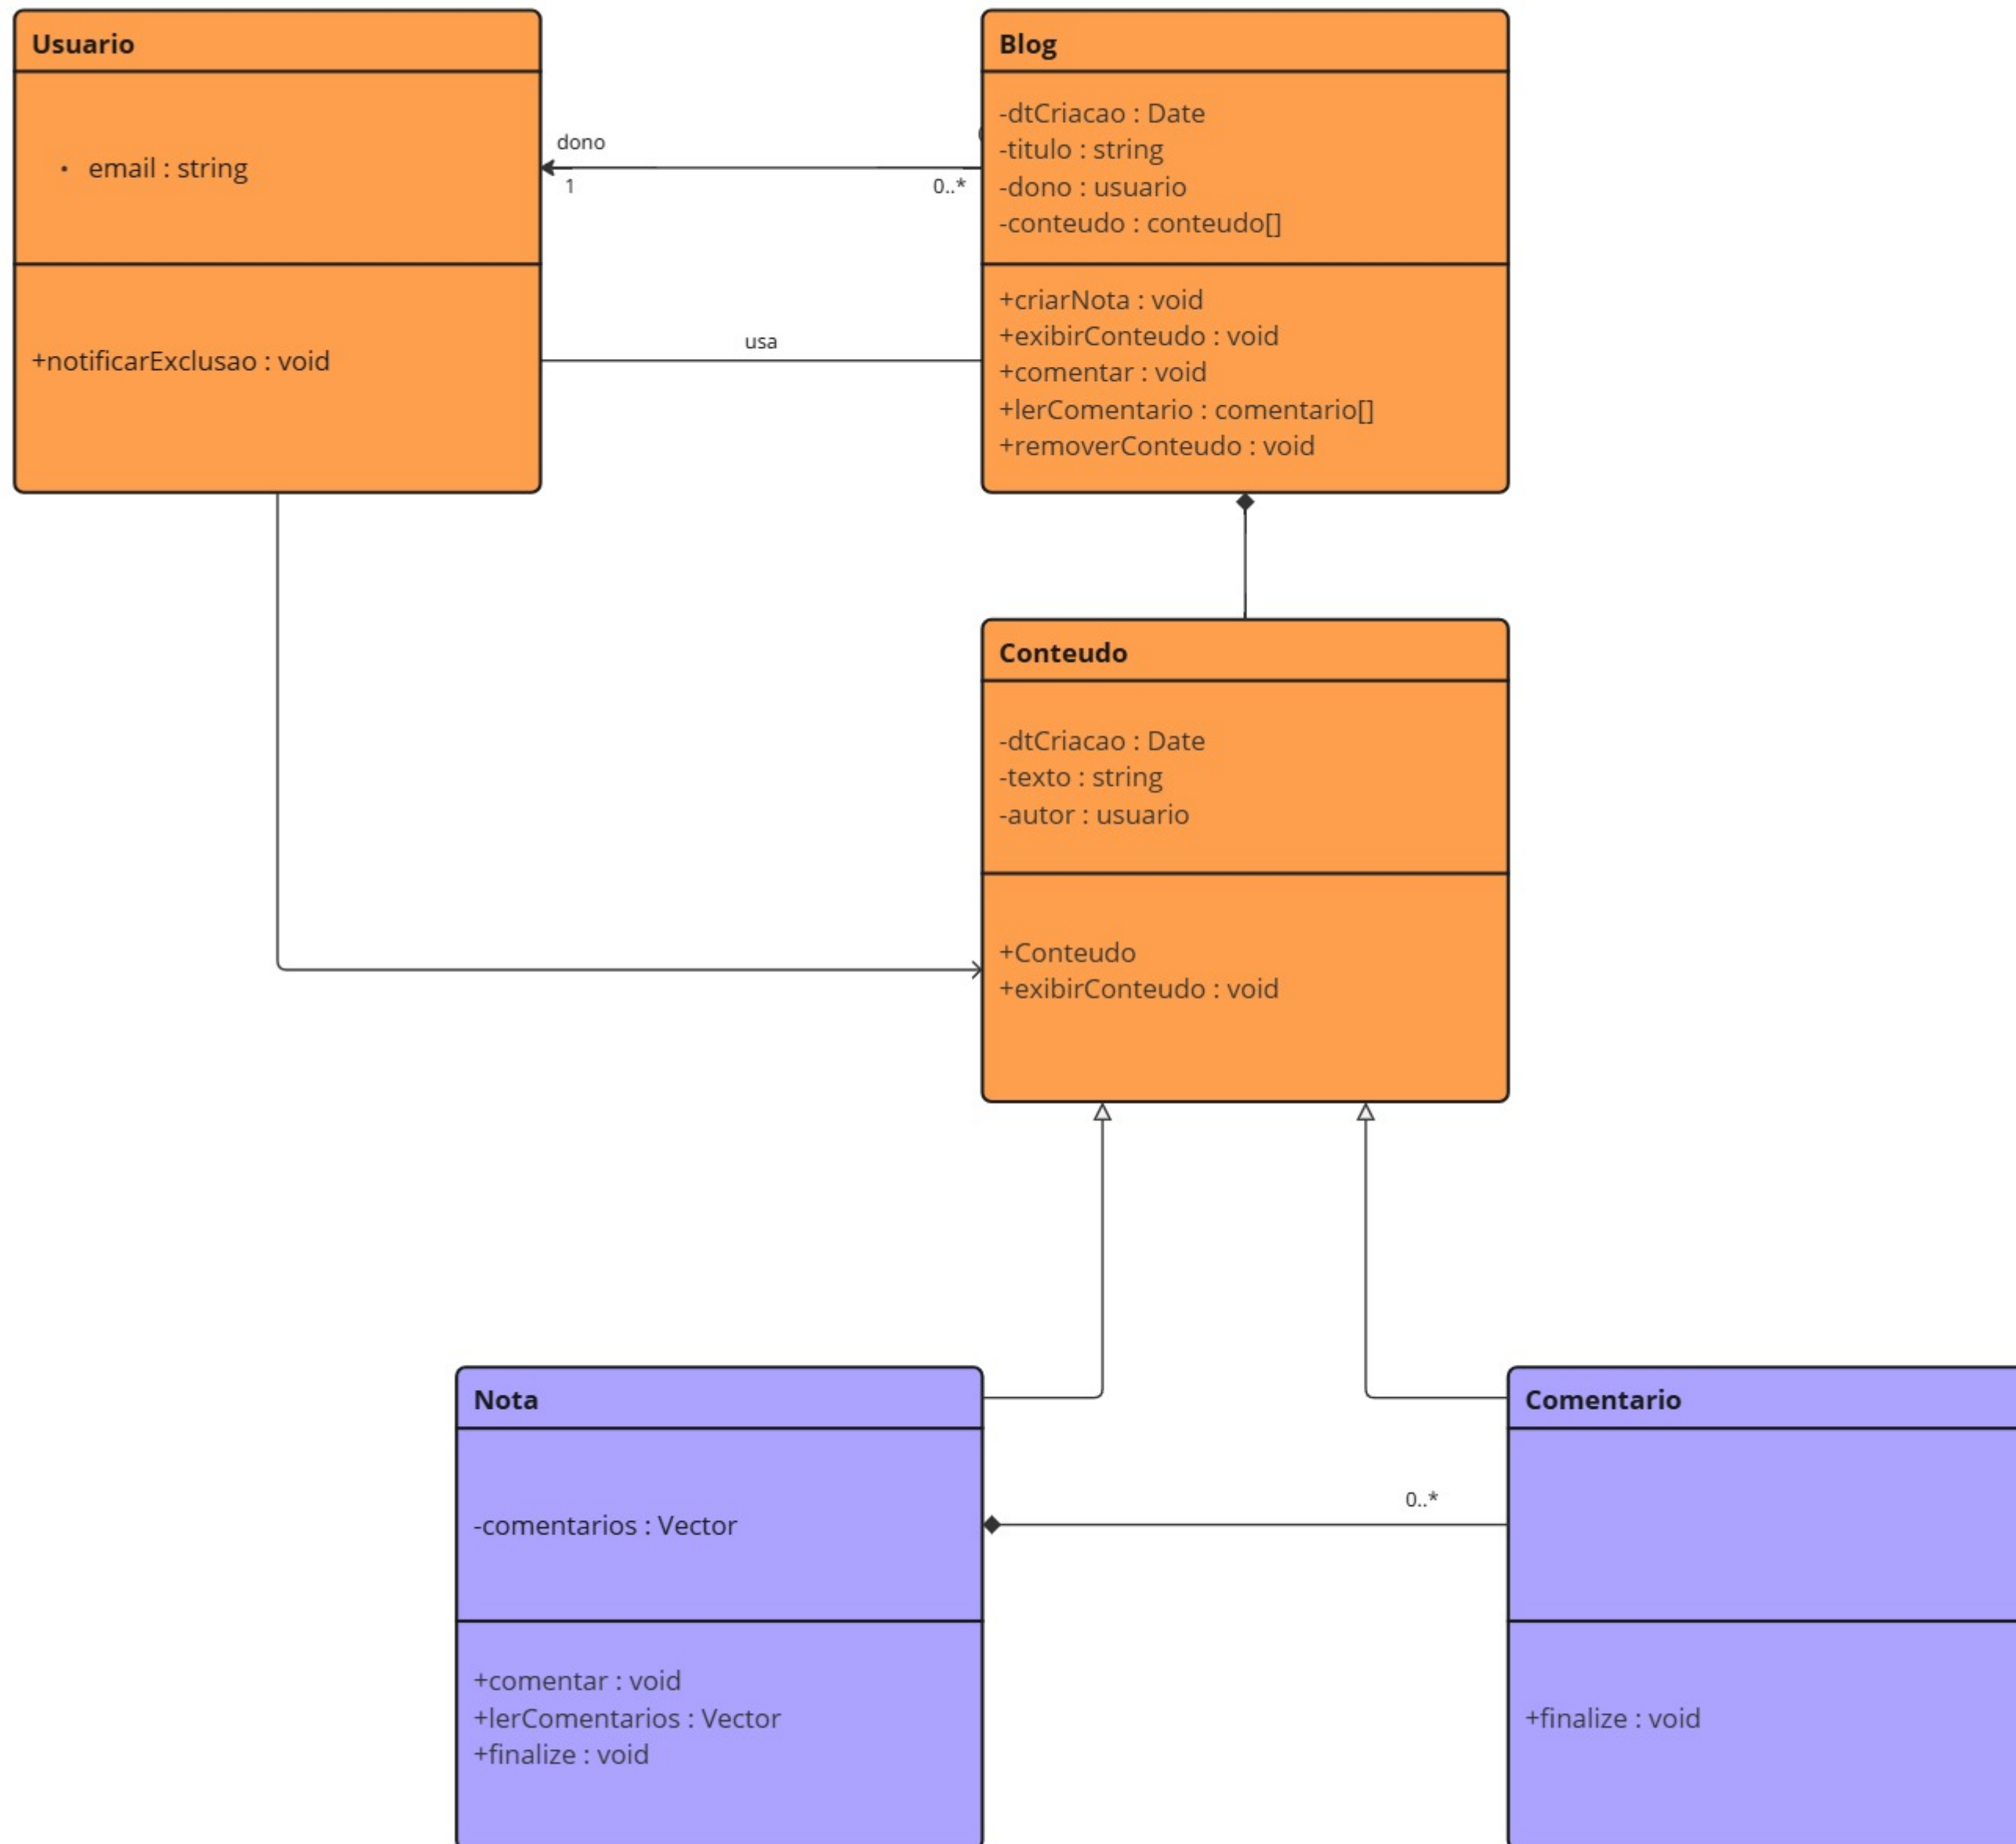 Usuario
• email : string
+notificarExclusao : void
dono
1
0..*
usa
Blog
-dtCriacao : Date
-titulo : string
-dono : usuario
-conteudo : conteudo[]
+criarNota : void
+exibirConteudo : void
+comentar : void
+lerComentario : comentario[]
+removerConteudo : void
Conteudo
-dtCriacao : Date
-texto : string
-autor : usuario
+Conteudo
+exibirConteudo : void
Nota
-comentarios : Vector
+comentar : void
+lerComentarios : Vector
+finalize : void
0..*
Comentario
+finalize : void